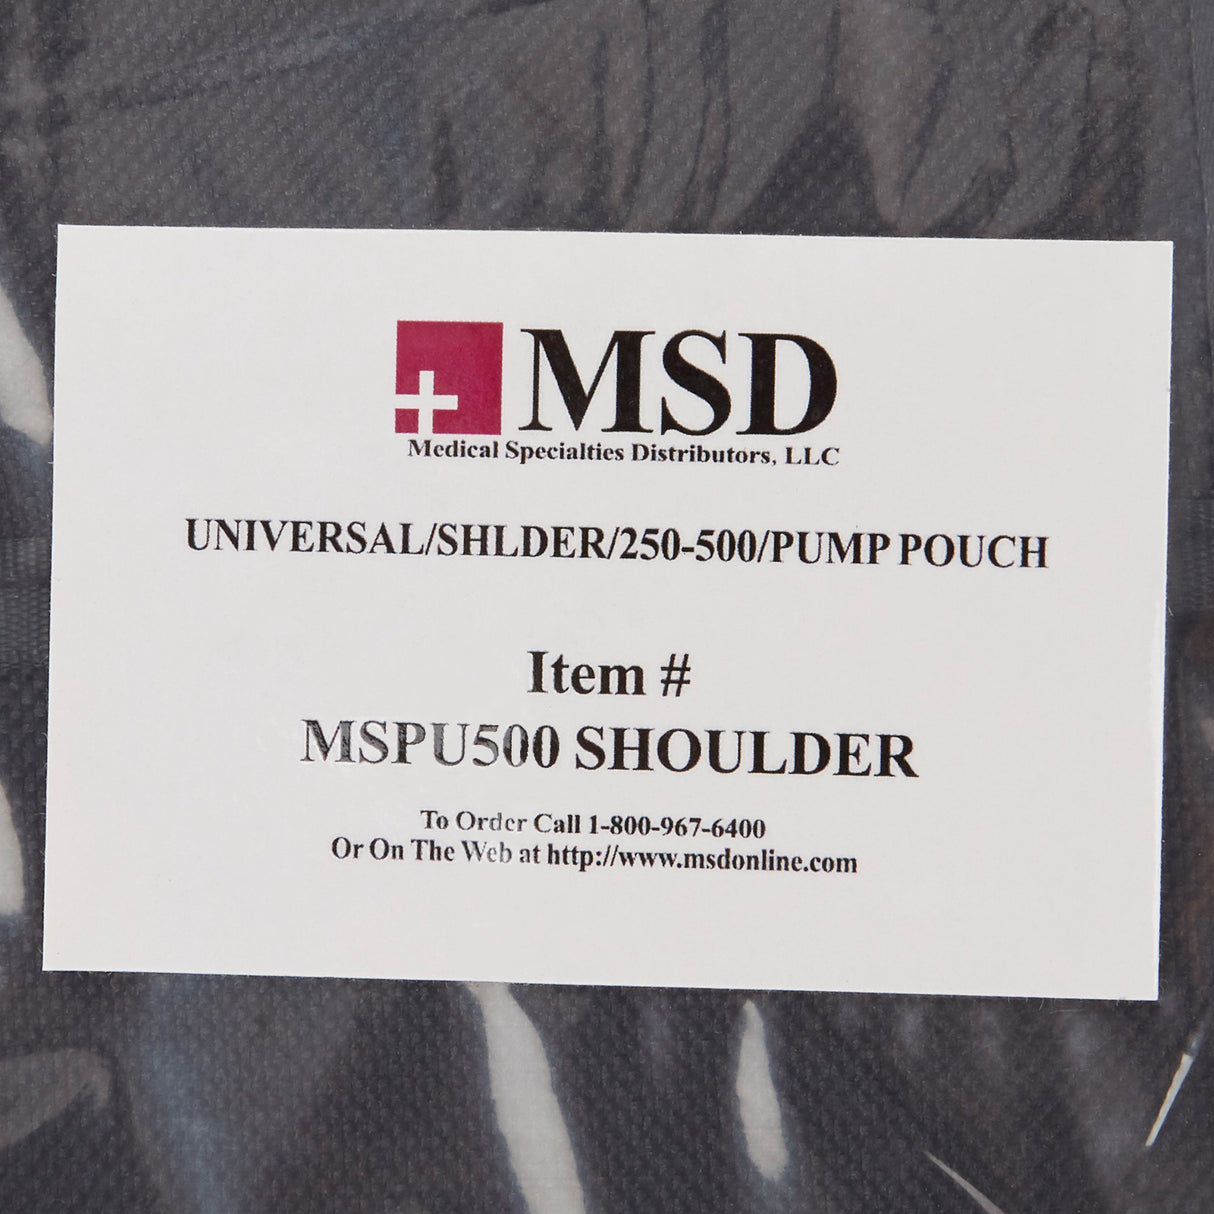 MSD
Medical Specialties Distributors, LLC
UNIVERSAL/SHLDER/250-500/PUMP POUCH
Item #
MSPU500 SHOULDER
To Order Call 1-800-967-6400
Or On The Web at http://www.msdonline.com